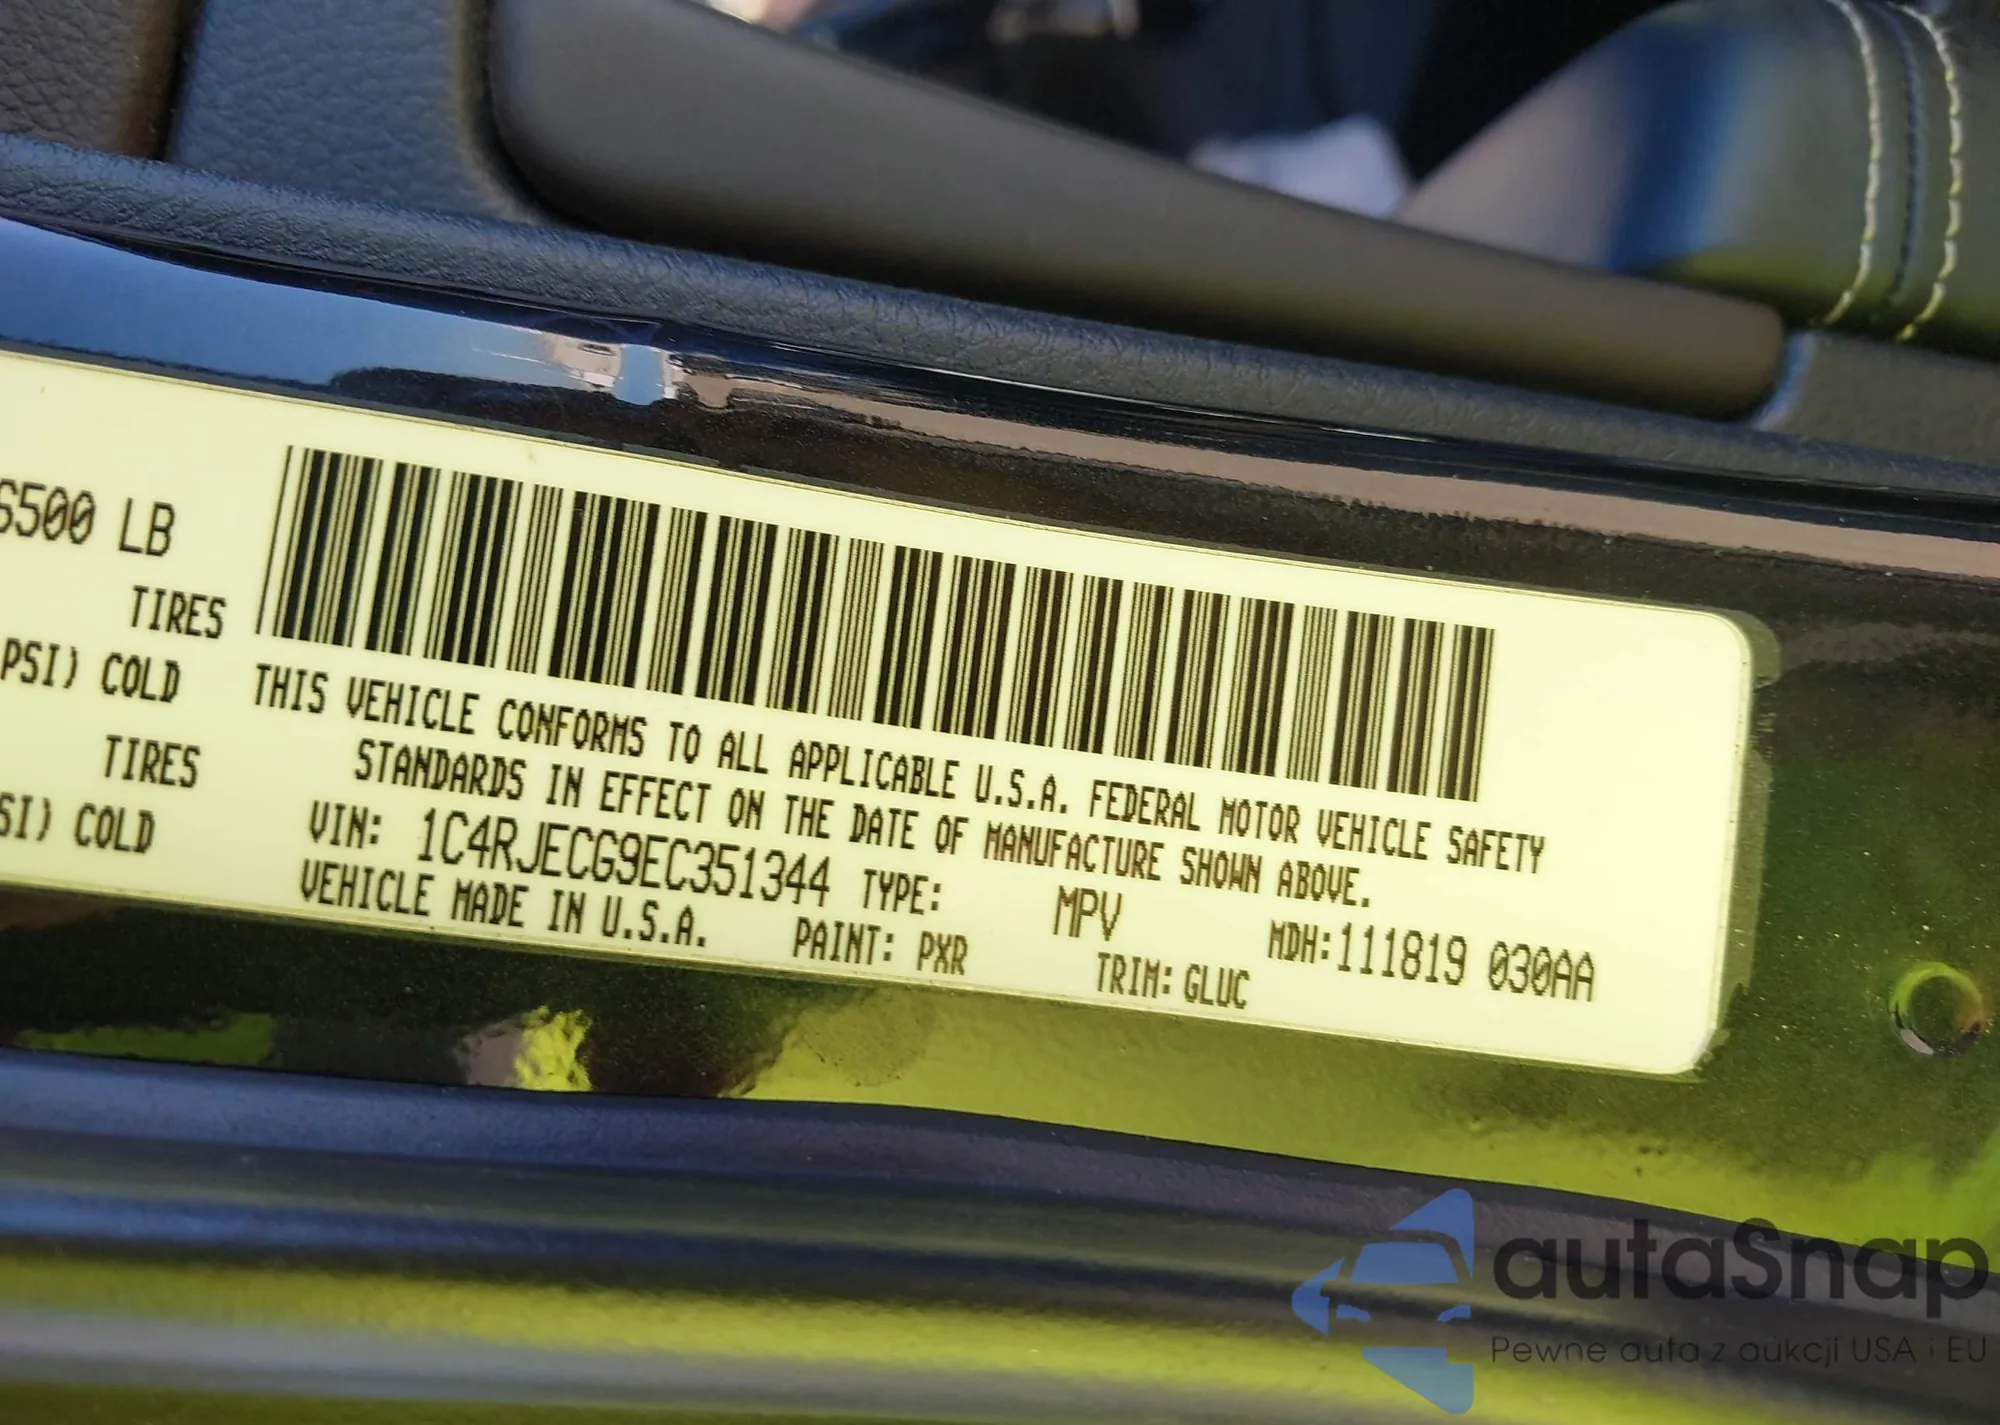 6500 LB
TIRES
PSI) COLD
TIRES
SI) COLD
THIS VEHICLE CONFORMS TO ALL APPLICABLE U.S.A. FEDERAL MOTOR VEHICLE SAFETY
STANDARDS IN EFFECT ON THE DATE OF MANUFACTURE SHOWN ABOVE.
VIN: 1C4RJECG9EC351344 TYPE: MPV MDH:111819 030AA
VEHICLE MADE IN U.S.A. PAINT: PXR TRIM: GLUC
autaSnap
Pewne auta z aukcji USA i EU